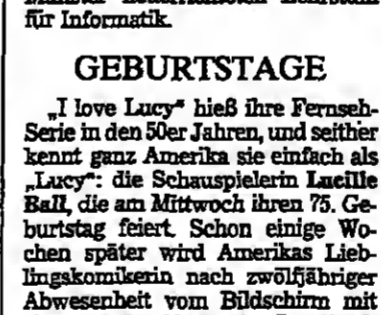 für Informatik.
GEBURTSTAGE
„I love Lucy“ hieß ihre Fernseh-
Serie in den 50er Jahren, und seither
kennt ganz Amerika sie einfach als
„Lucy“: die Schauspielerin Lucille
Ball, die am Mittwoch ihren 75. Ge-
burtstag feiert. Schon einige Wo-
chen später wird Amerikas Lieb-
lingskomikerin nach zwölfjähriger
Abwesenheit vom Bildschirm mit